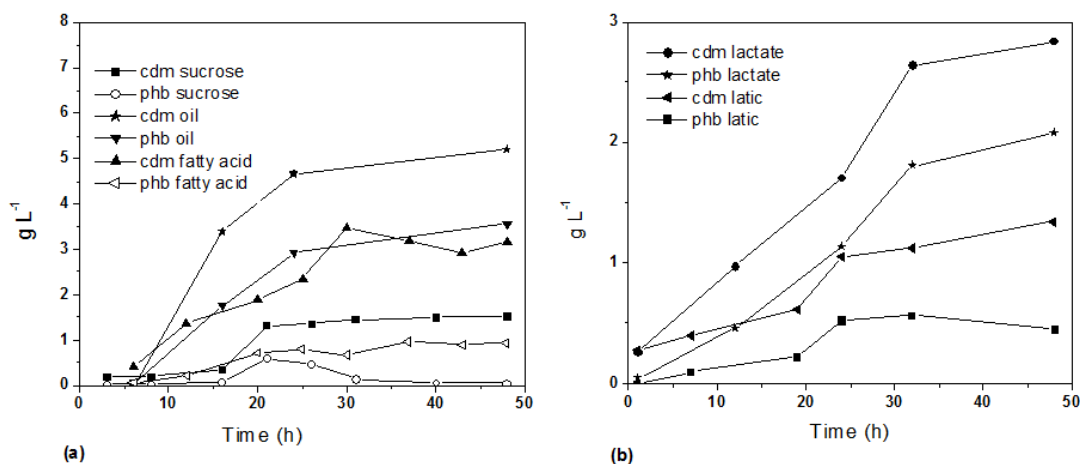 8
7
6
5
4
3
2
1
0
g L-1
cdm sucrose
phb sucrose
cdm oil
phb oil
cdm fatty acid
phb fatty acid
0 10 20 30 40 50
Time (h)
(a)
3
2
1
0
g L-1
cdm lactate
phb lactate
cdm latic
phb latic
0 10 20 30 40 50
Time (h)
(b)